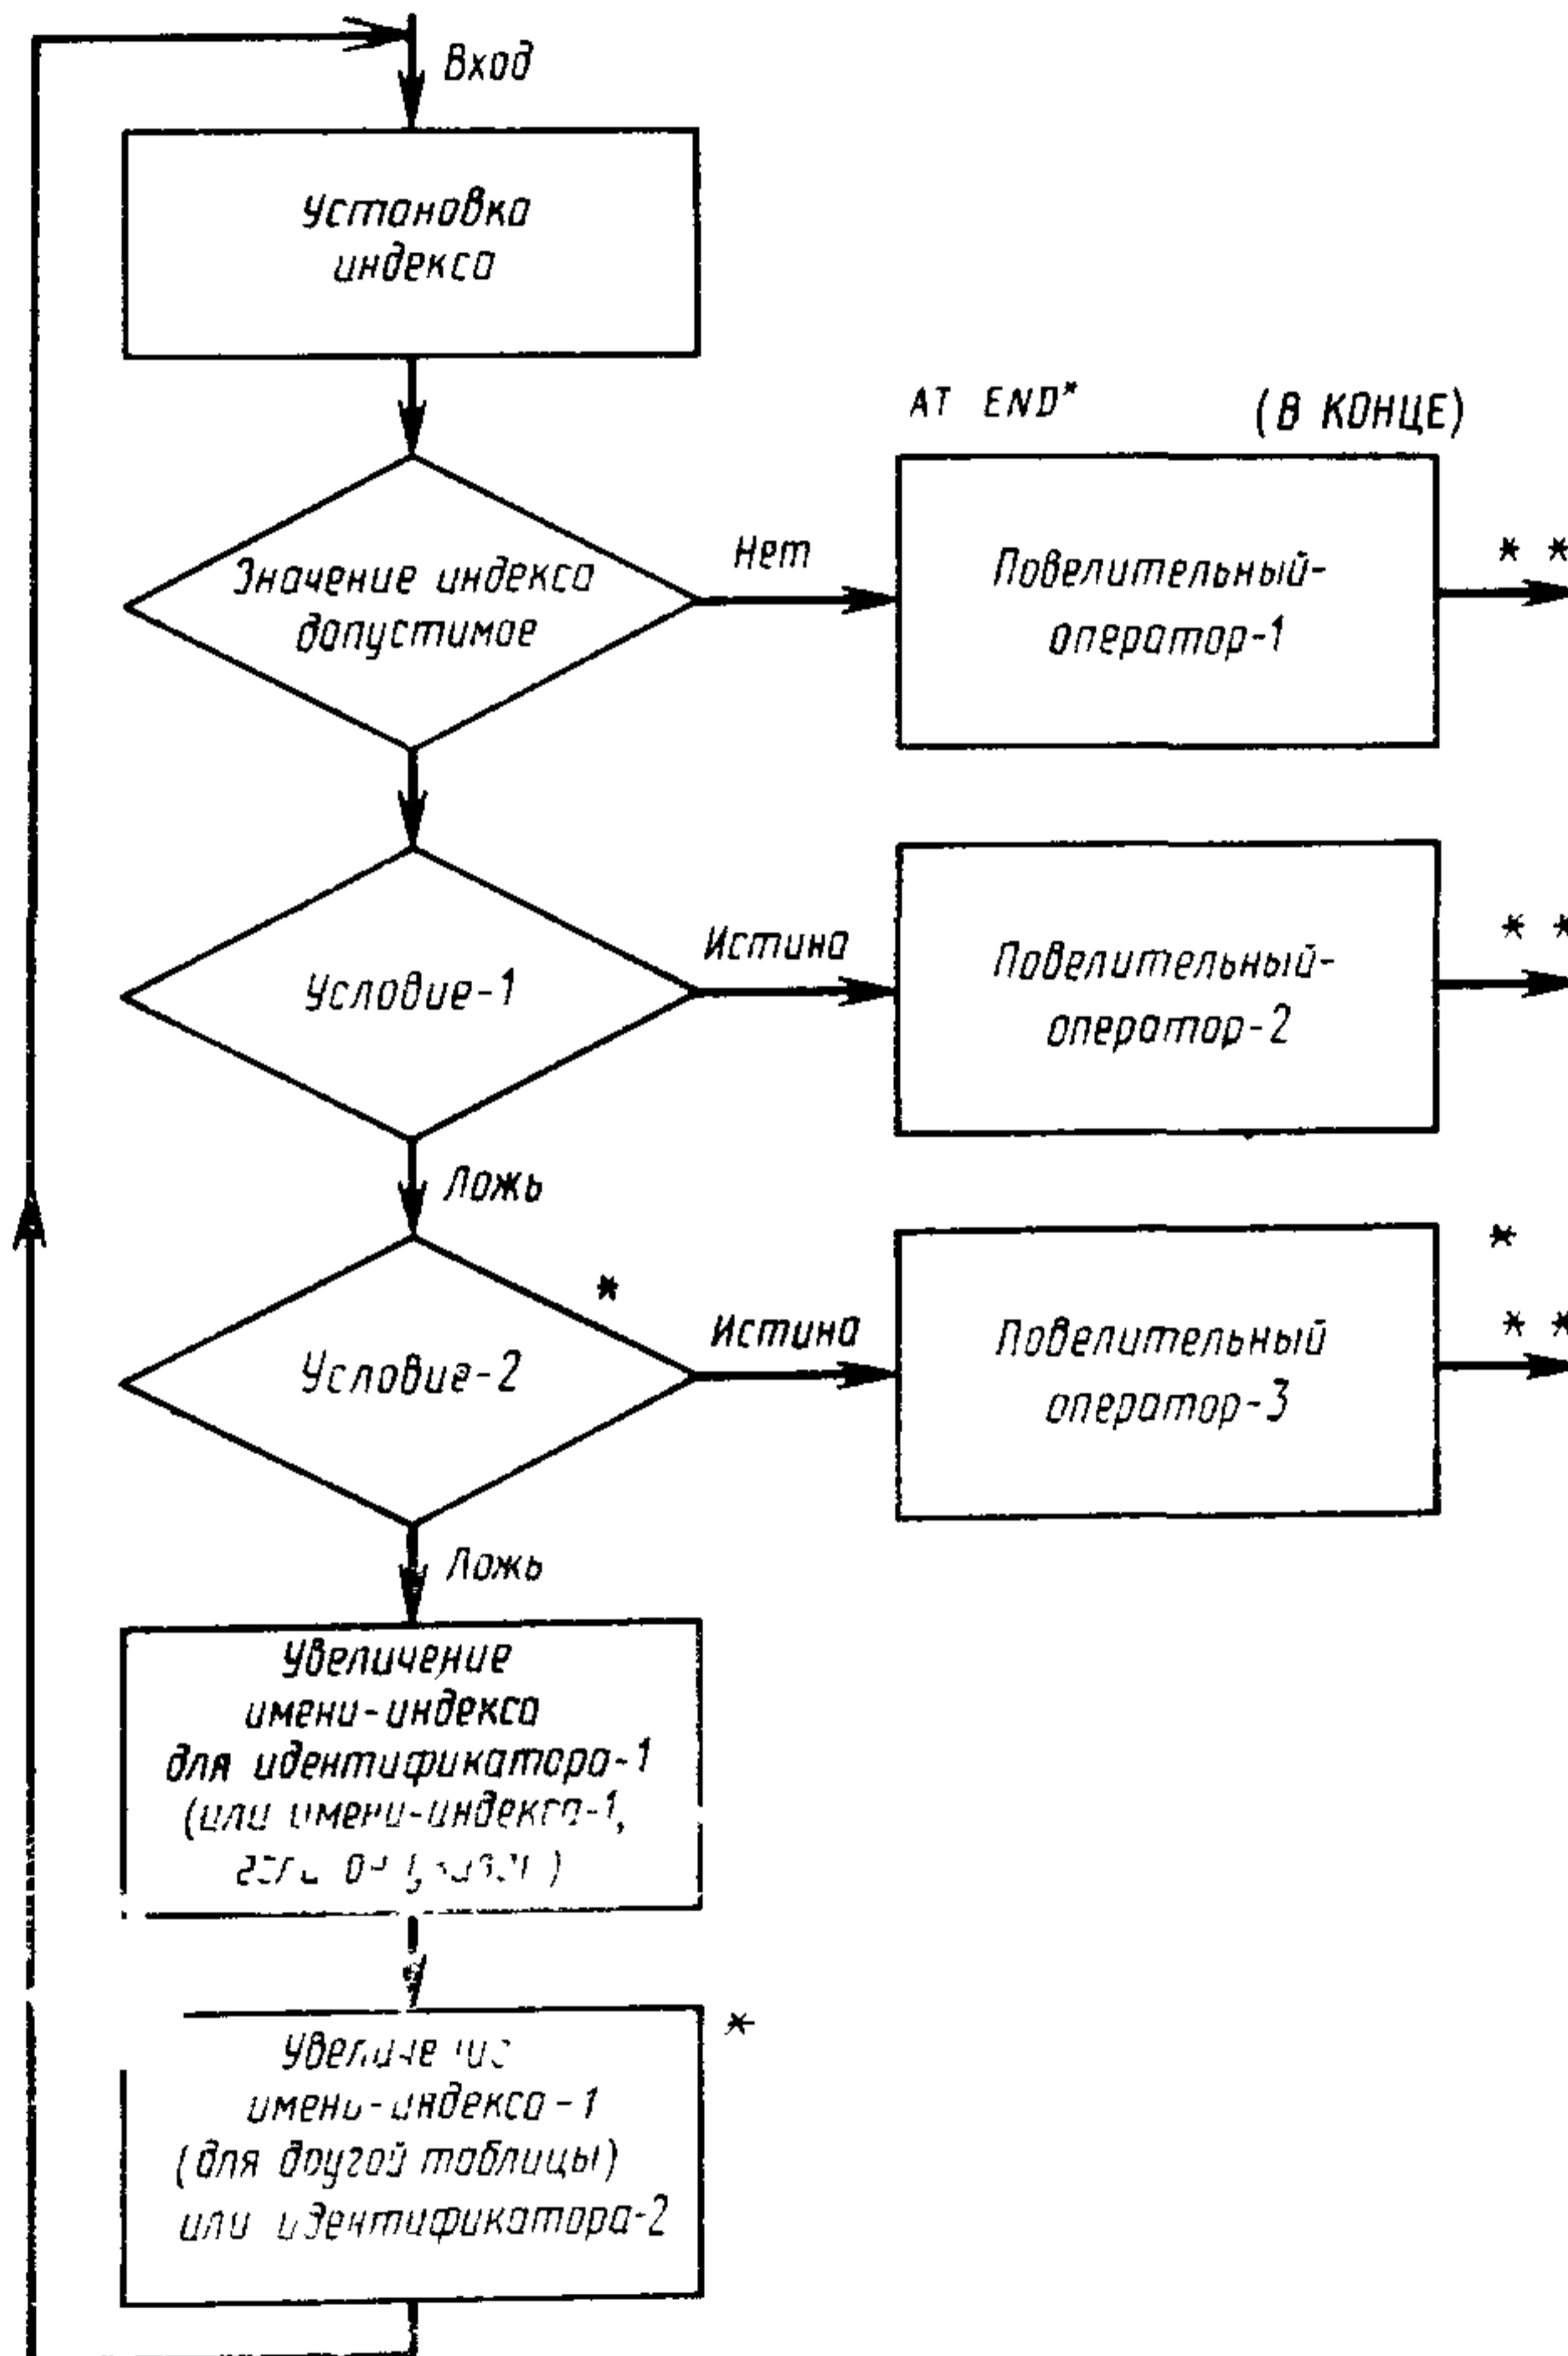 Вход
Установка
индекса
AT END* (В КОНЦЕ)
Значение индекса
допустимое
Нет
Повелительный-
оператор-1
* *
Условие-1
Истина
Повелительный-
оператор-2
* *
Ложь
Условие-2
*
Истина
Повелительный
оператор-3
*
* *
Ложь
Увеличение
имени-индекса
для идентификатора-1
(или имени-индекса-1,
Увеличение
имени-индекса-1
*
(для другой таблицы)
или идентификатора-2